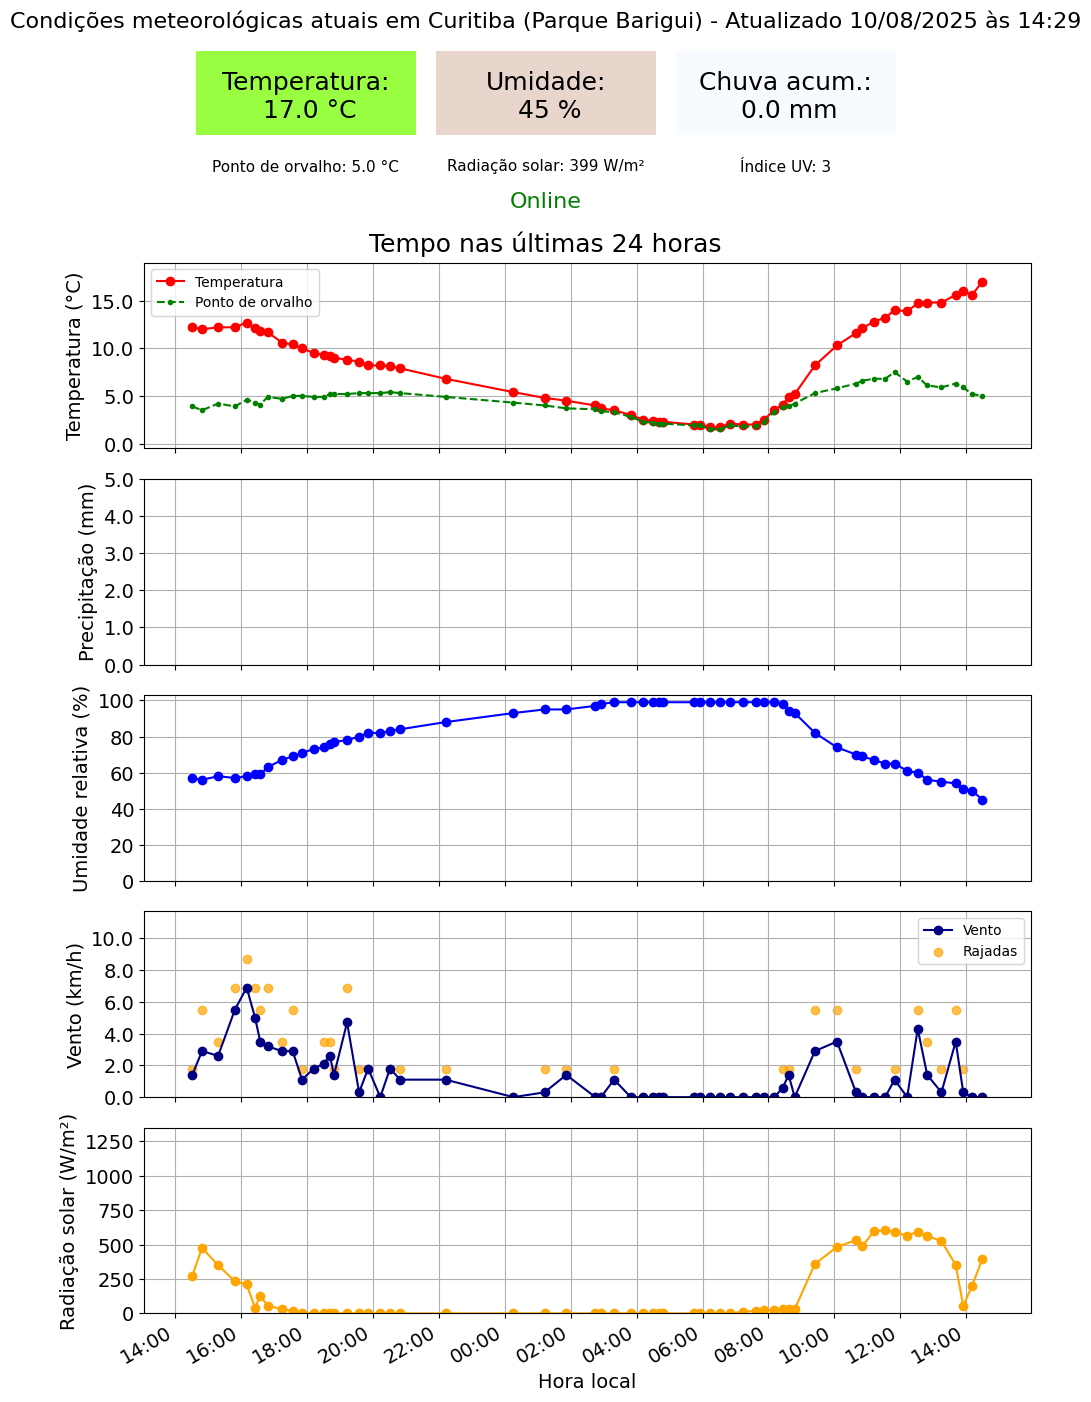 Condições meteorológicas atuais em Curitiba (Parque Barigui) - Atualizado 10/08/2025 às 14:29
Temperatura:
17.0 °C
Umidade:
45 %
Chuva acum.:
0.0 mm
Ponto de orvalho: 5.0 °C
Radiação solar: 399 W/m²
Índice UV: 3
Online
Tempo nas últimas 24 horas
Temperatura (°C)
15.0
10.0
5.0
0.0
Temperatura
Ponto de orvalho
Precipitação (mm)
5.0
4.0
3.0
2.0
1.0
0.0
Umidade relativa (%)
100
80
60
40
20
0
Vento (km/h)
10.0
8.0
6.0
4.0
2.0
0.0
Vento
Rajadas
Radiação solar (W/m²)
1250
1000
750
500
250
0
14:00
16:00
18:00
20:00
22:00
00:00
02:00
04:00
06:00
08:00
10:00
12:00
14:00
Hora local